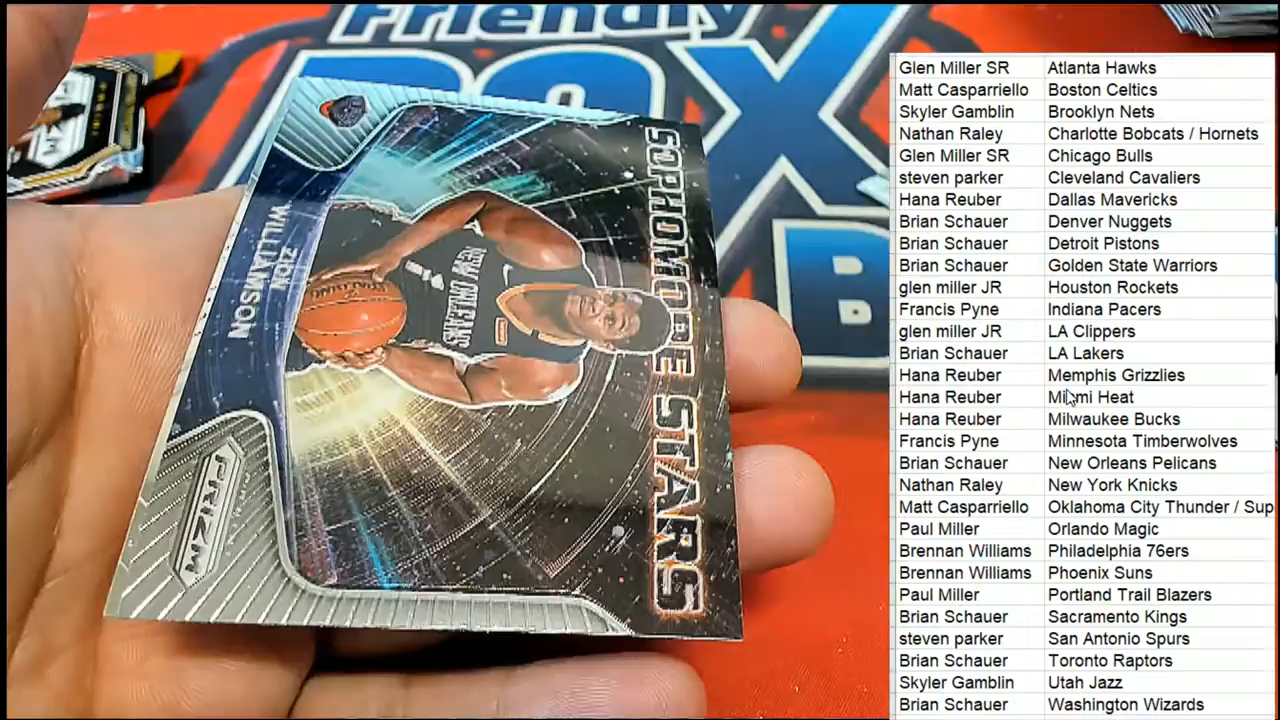 Friendly
BOX
B
SOPHOMORE STARS
ZION
WILLIAMSON
NEW ORLEANS
1
PANINI
PRIZM
Glen Miller SR Atlanta Hawks
Matt Casparriello Boston Celtics
Skyler Gamblin Brooklyn Nets
Nathan Raley Charlotte Bobcats / Hornets
Glen Miller SR Chicago Bulls
steven parker Cleveland Cavaliers
Hana Reuber Dallas Mavericks
Brian Schauer Denver Nuggets
Brian Schauer Detroit Pistons
Brian Schauer Golden State Warriors
glen miller JR Houston Rockets
Francis Pyne Indiana Pacers
glen miller JR LA Clippers
Brian Schauer LA Lakers
Hana Reuber Memphis Grizzlies
Hana Reuber Miami Heat
Hana Reuber Milwaukee Bucks
Francis Pyne Minnesota Timberwolves
Brian Schauer New Orleans Pelicans
Nathan Raley New York Knicks
Matt Casparriello Oklahoma City Thunder / Sup
Paul Miller Orlando Magic
Brennan Williams Philadelphia 76ers
Brennan Williams Phoenix Suns
Paul Miller Portland Trail Blazers
Brian Schauer Sacramento Kings
steven parker San Antonio Spurs
Brian Schauer Toronto Raptors
Skyler Gamblin Utah Jazz
Brian Schauer Washington Wizards